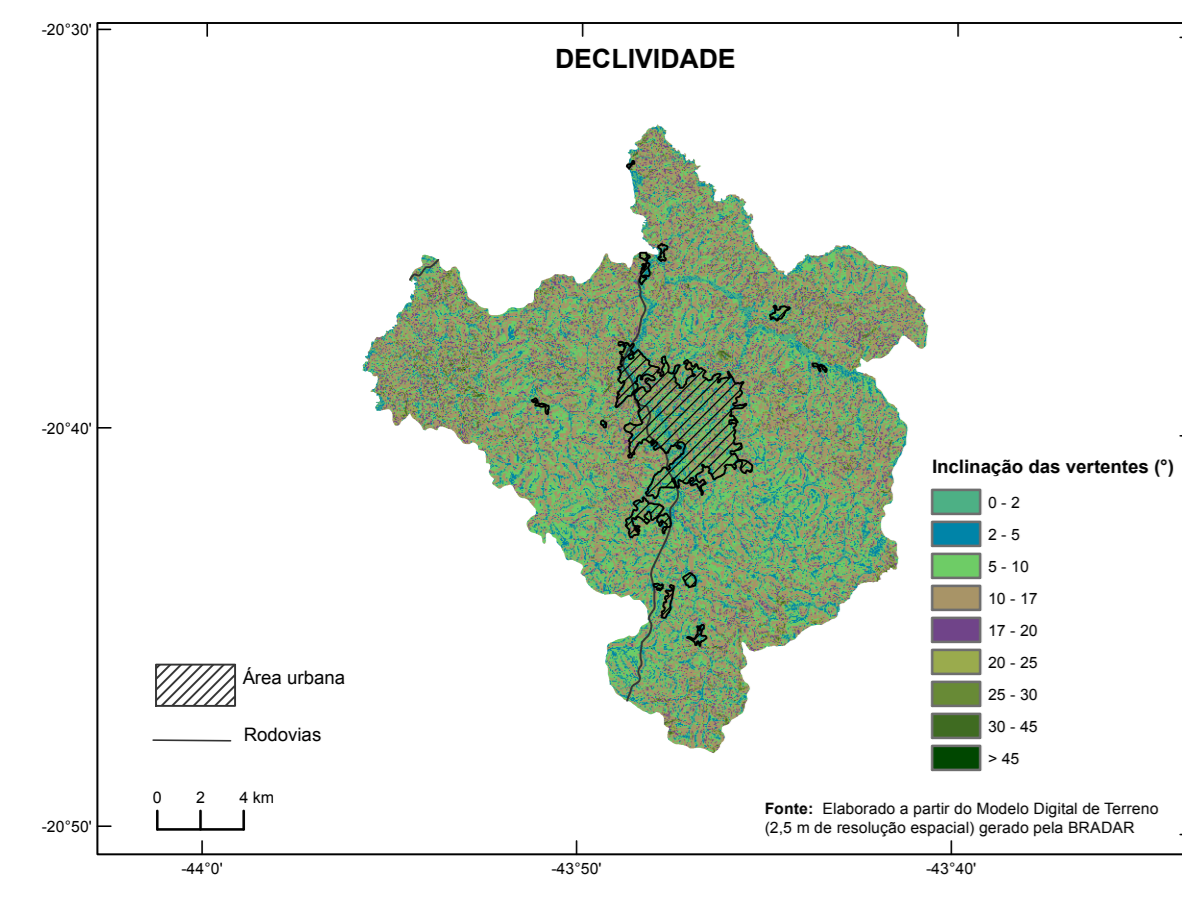 DECLIVIDADE
-20°30'
-20°40'
-20°50'
-44°0'
-43°50'
-43°40'
Área urbana
Rodovias
0 2 4 km
Inclinação das vertentes (°)
0 - 2
2 - 5
5 - 10
10 - 17
17 - 20
20 - 25
25 - 30
30 - 45
> 45
Fonte: Elaborado a partir do Modelo Digital de Terreno
(2,5 m de resolução espacial) gerado pela BRADAR